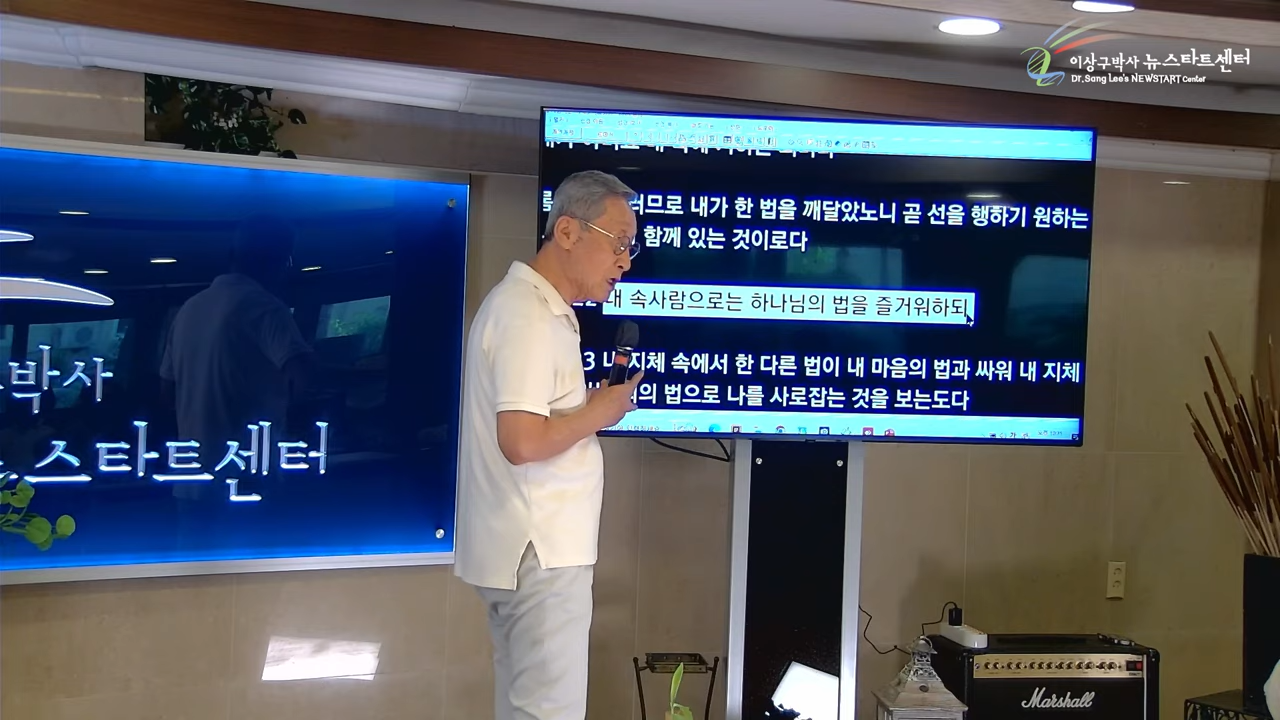 이상구박사 뉴스타트센터
Dr. Sang Lee's NEWSTART Center
러므로 내가 한 법을 깨달았노니 곧 선을 행하기 원하는
함께 있는 것이로다
내 속사람으로는 하나님의 법을 즐거워하되
3 내 지체 속에서 한 다른 법이 내 마음의 법과 싸워 내 지체
의 법으로 나를 사로잡는 것을 보는도다
박사
스타트센터
Marshall